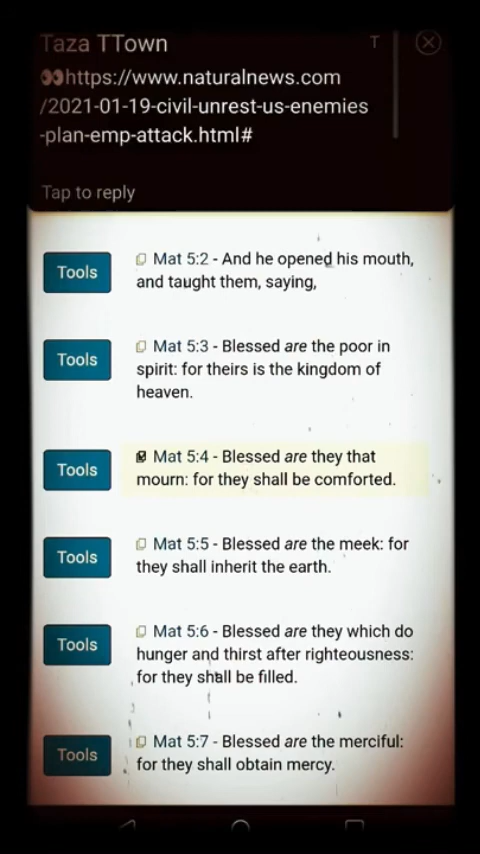 Taza TTown
T
👀https://www.naturalnews.com
/2021-01-19-civil-unrest-us-enemies
-plan-emp-attack.html#
Tap to reply
Tools
Mat 5:2 - And he opened his mouth,
and taught them, saying,
Tools
Mat 5:3 - Blessed are the poor in
spirit: for theirs is the kingdom of
heaven.
Tools
Mat 5:4 - Blessed are they that
mourn: for they shall be comforted.
Tools
Mat 5:5 - Blessed are the meek: for
they shall inherit the earth.
Tools
Mat 5:6 - Blessed are they which do
hunger and thirst after righteousness:
for they shall be filled.
Tools
Mat 5:7 - Blessed are the merciful:
for they shall obtain mercy.